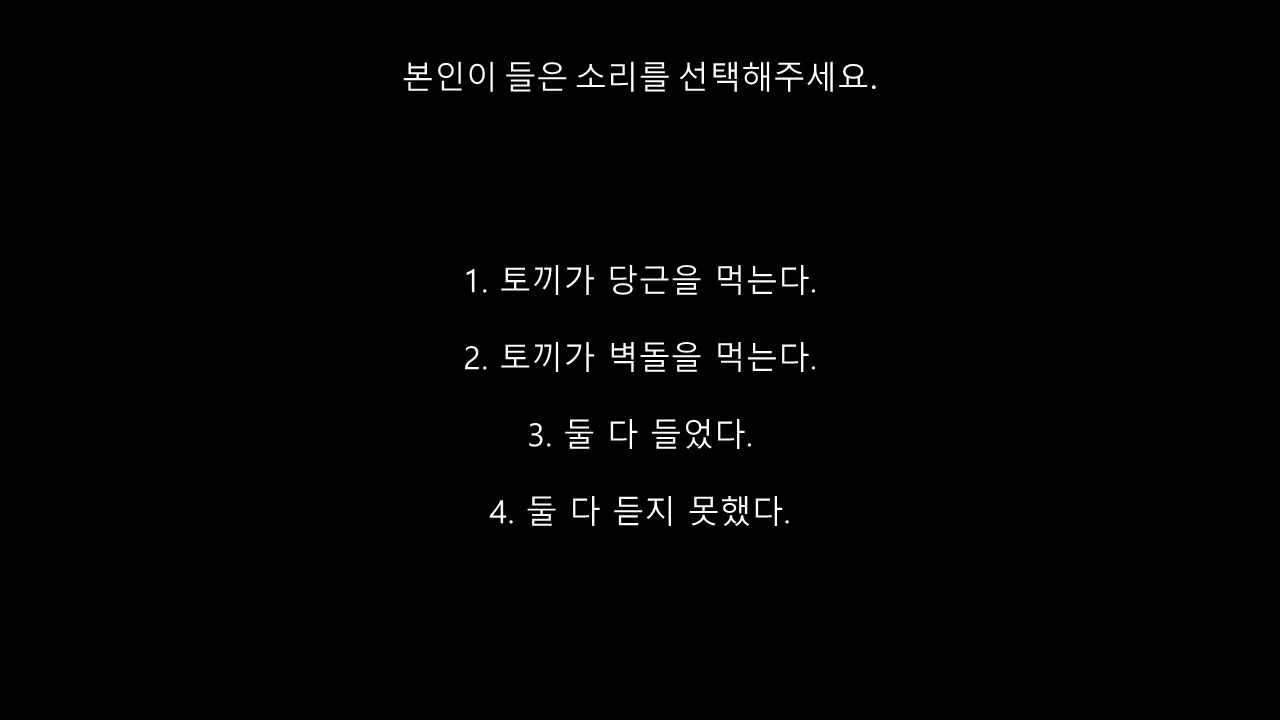 본인이 들은 소리를 선택해주세요.
1. 토끼가 당근을 먹는다.
2. 토끼가 벽돌을 먹는다.
3. 둘 다 들었다.
4. 둘 다 듣지 못했다.